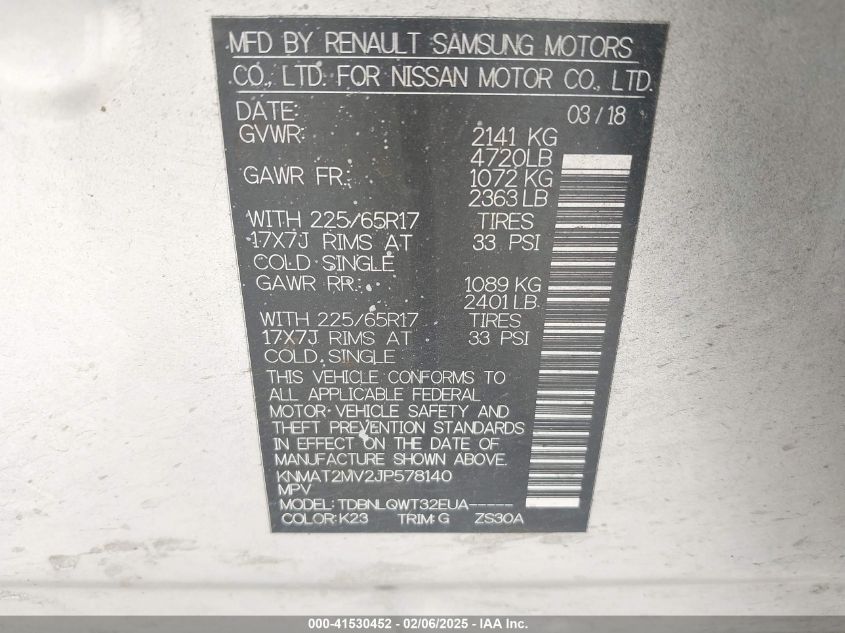 MFD BY RENAULT SAMSUNG MOTORS
CO., LTD. FOR NISSAN MOTOR CO., LTD.
DATE: 03/18
GVWR: 2141 KG
4720LB
GAWR FR.: 1072 KG
2363 LB
WITH 225/65R17 TIRES
17X7J RIMS AT 33 PSI
COLD SINGLE
GAWR RR.: 1089 KG
2401 LB
WITH 225/65R17 TIRES
17X7J RIMS AT 33 PSI
COLD SINGLE
THIS VEHICLE CONFORMS TO
ALL APPLICABLE FEDERAL
MOTOR VEHICLE SAFETY AND
THEFT PREVENTION STANDARDS
IN EFFECT ON THE DATE OF
MANUFACTURE SHOWN ABOVE.
KNMAT2MV2JP578140
MPV
MODEL: TDBNLQWT32EUA-----
COLOR: K23 TRIM: G ZS30A
000-41530452 - 02/06/2025 - IAA Inc.